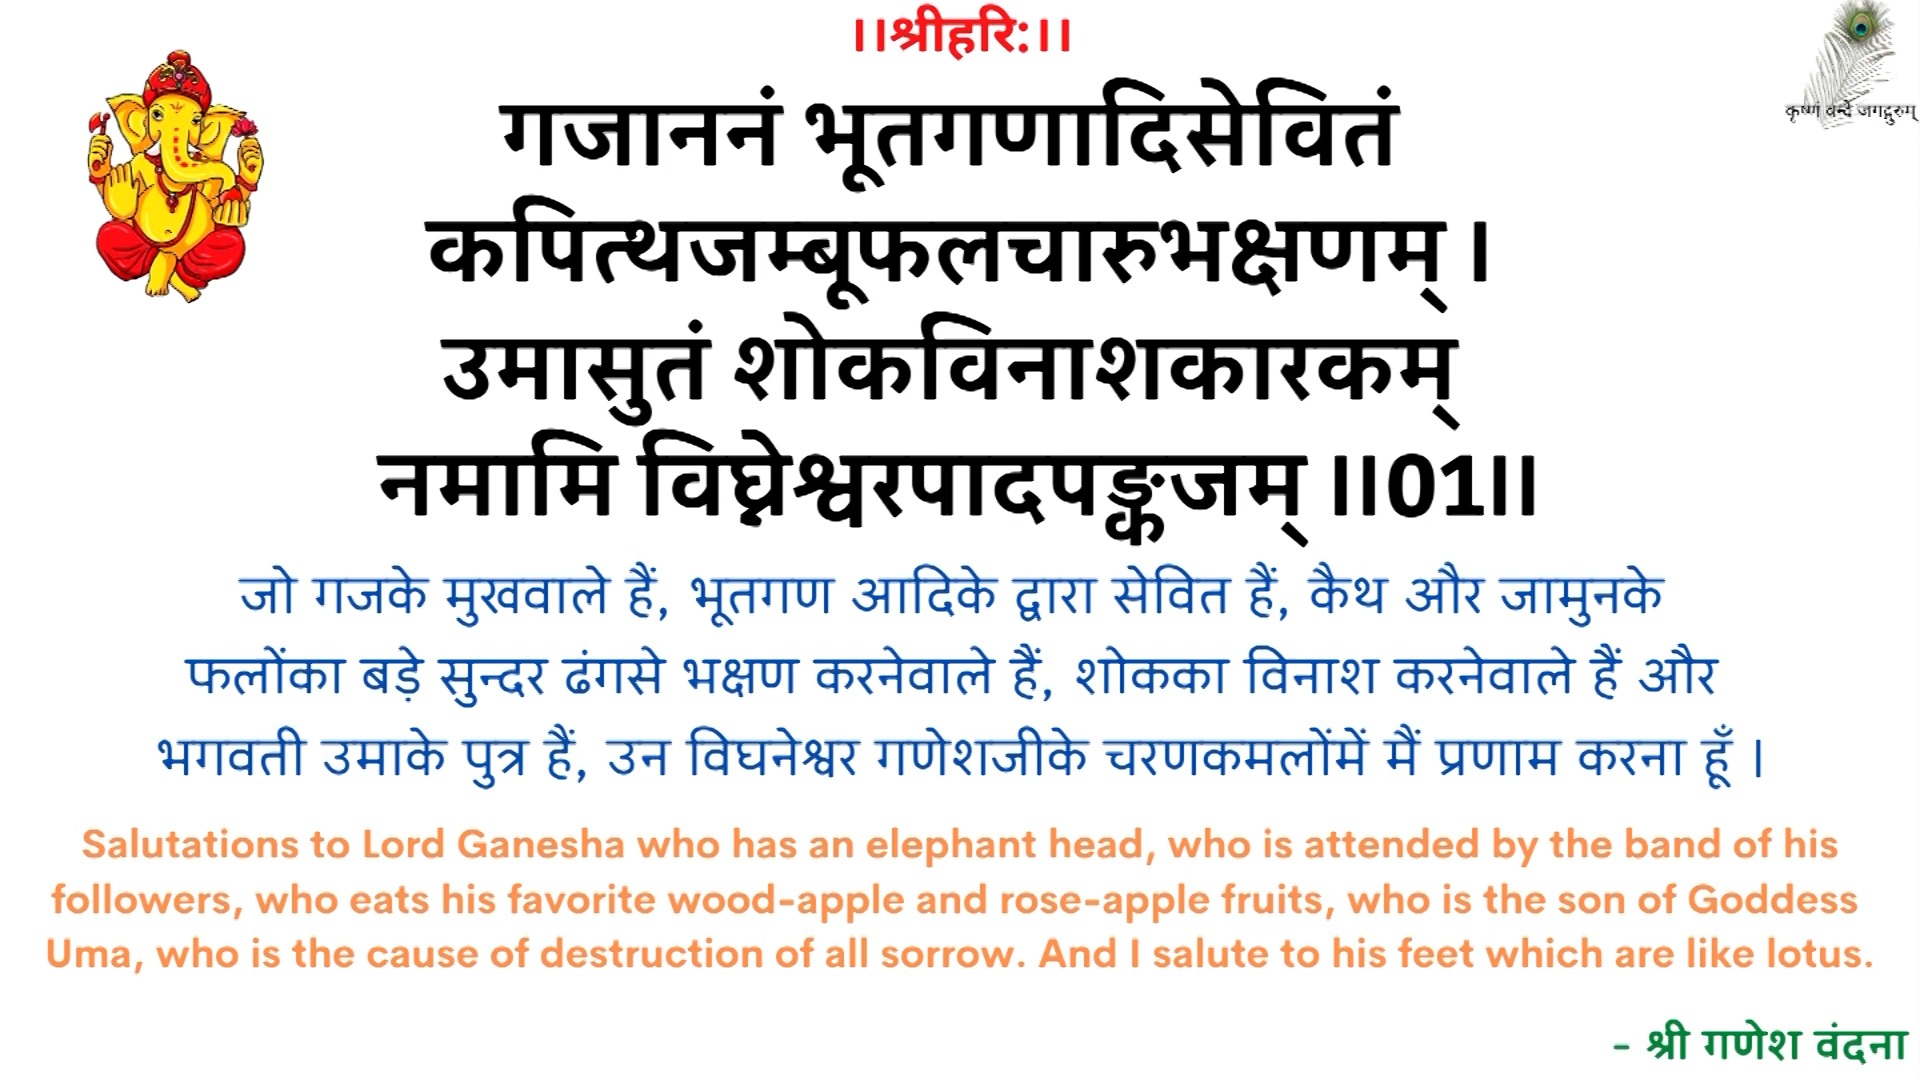 ।।श्रीहरिः।।
कृष्णं वन्दे जगद्गुरुम्
गजाननं भूतगणादिसेवितं
कपित्थजम्बूफलचारुभक्षणम् ।
उमासुतं शोकविनाशकारकम्
नमामि विघ्नेश्वरपादपङ्कजम् ।।01।।
जो गजके मुखवाले हैं, भूतगण आदिके द्वारा सेवित हैं, कैथ और जामुनके
फलोंका बड़े सुन्दर ढंगसे भक्षण करनेवाले हैं, शोकका विनाश करनेवाले हैं और
भगवती उमाके पुत्र हैं, उन विघनेश्वर गणेशजीके चरणकमलोंमें मैं प्रणाम करना हूँ ।
Salutations to Lord Ganesha who has an elephant head, who is attended by the band of his
followers, who eats his favorite wood-apple and rose-apple fruits, who is the son of Goddess
Uma, who is the cause of destruction of all sorrow. And I salute to his feet which are like lotus.
- श्री गणेश वंदना